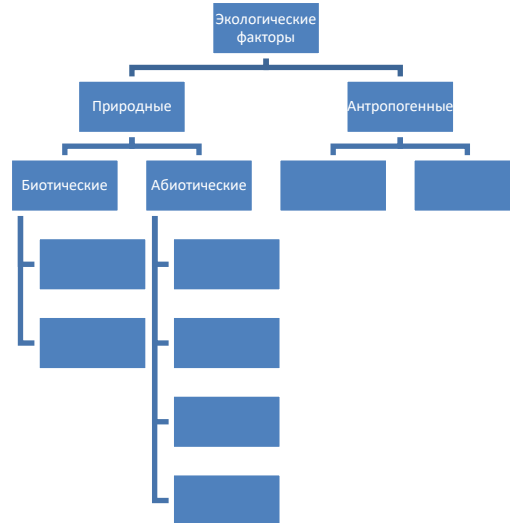 Экологические
факторы
Природные
Антропогенные
Биотические
Абиотические